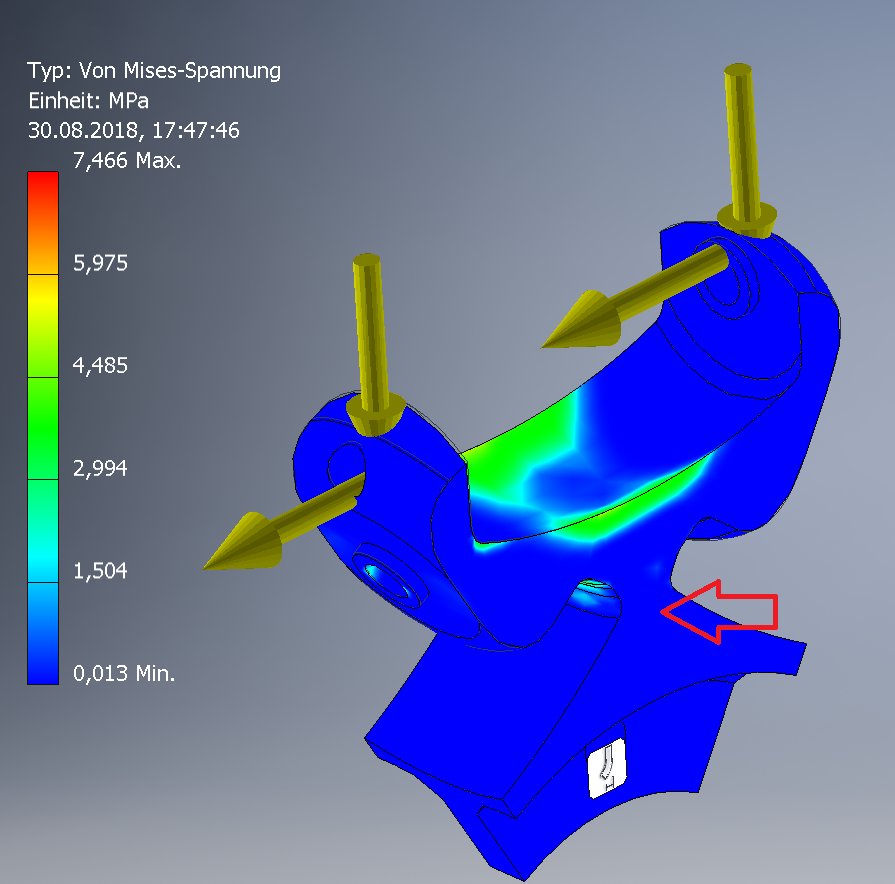 Typ: Von Mises-Spannung
Einheit: MPa
30.08.2018, 17:47:46
7,466 Max.
5,975
4,485
2,994
1,504
0,013 Min.